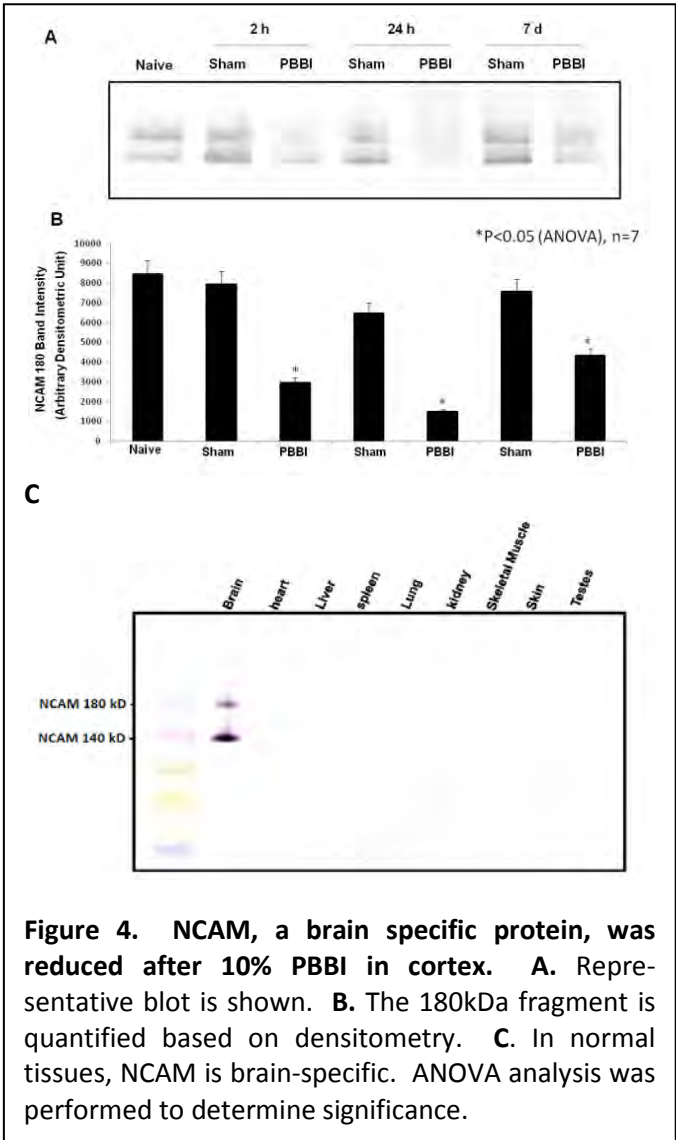 A
2 h 24 h 7 d
Naive Sham PBBI Sham PBBI Sham PBBI
B
*P<0.05 (ANOVA), n=7
NCAM 180 Band Intensity
(Arbitrary Densitometric Unit)
10000
9000
8000
7000
6000
5000
4000
3000
2000
1000
0
* * *
Naive Sham PBBI Sham PBBI Sham PBBI
C
Brain heart Liver spleen Lung kidney Skeletal Muscle Skin Testes
NCAM 180 kD
NCAM 140 kD
Figure 4. NCAM, a brain specific protein, was
reduced after 10% PBBI in cortex. A. Repre-
sentative blot is shown. B. The 180kDa fragment is
quantified based on densitometry. C. In normal
tissues, NCAM is brain-specific. ANOVA analysis was
performed to determine significance.